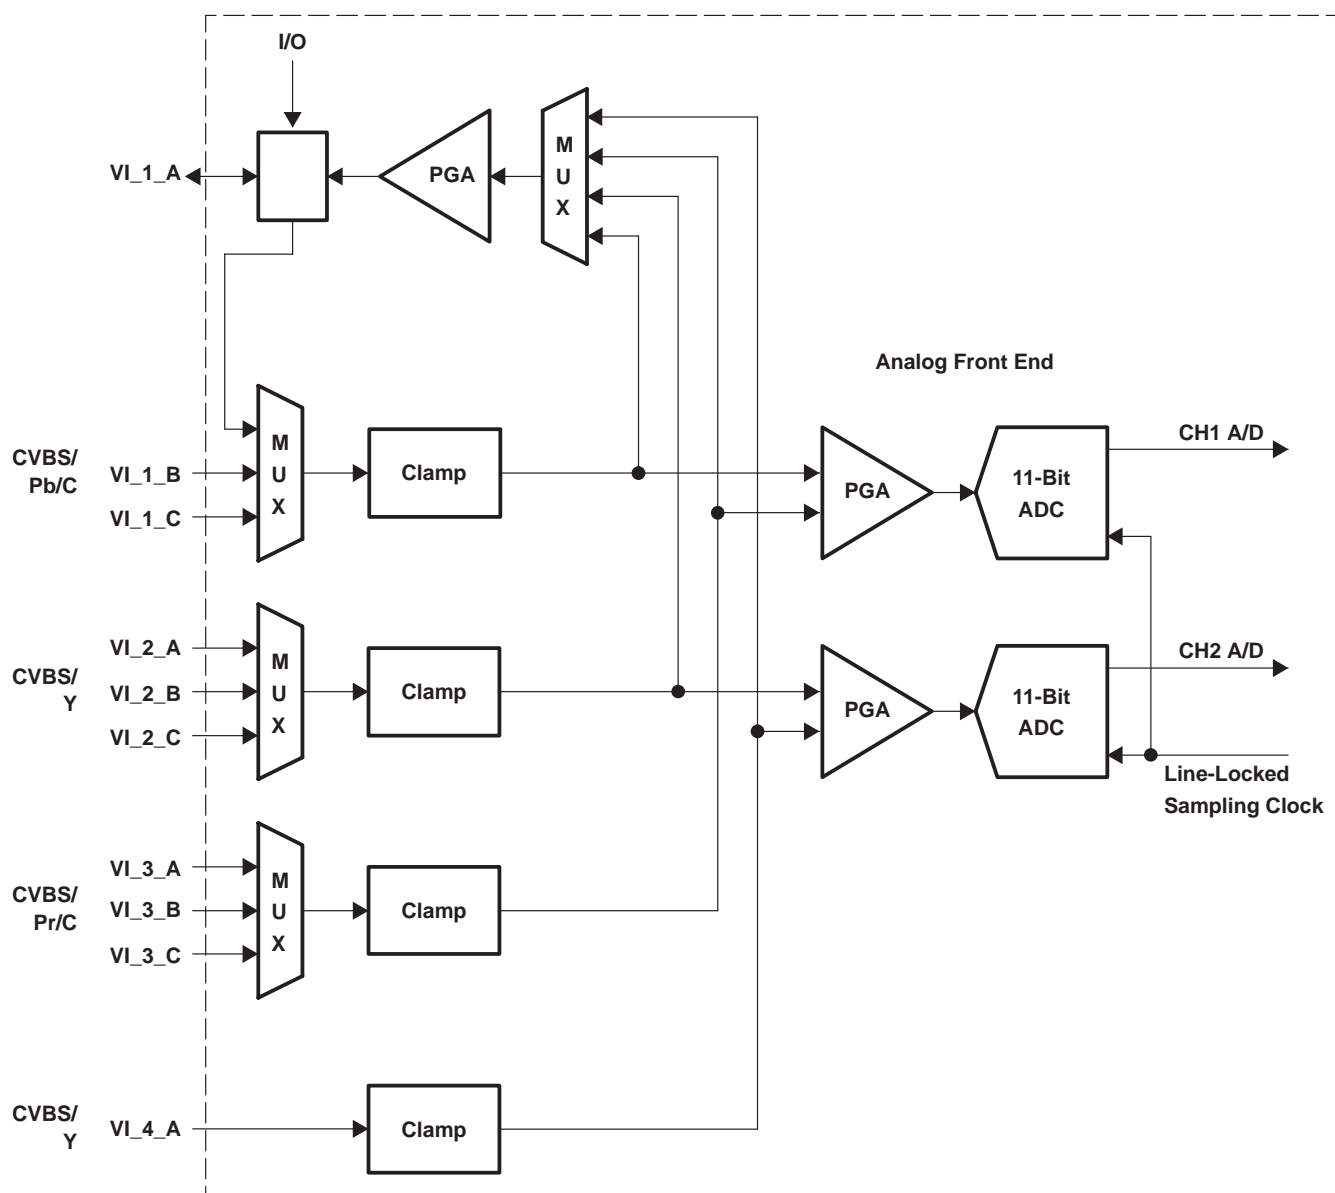 I/O
VI_1_A
PGA
M
U
X
Analog Front End
CVBS/
Pb/C
VI_1_B
VI_1_C
M
U
X
Clamp
PGA
11-Bit
ADC
CH1 A/D
CVBS/
Y
VI_2_A
VI_2_B
VI_2_C
M
U
X
Clamp
PGA
11-Bit
ADC
CH2 A/D
Line-Locked
Sampling Clock
CVBS/
Pr/C
VI_3_A
VI_3_B
VI_3_C
M
U
X
Clamp
CVBS/
Y
VI_4_A
Clamp